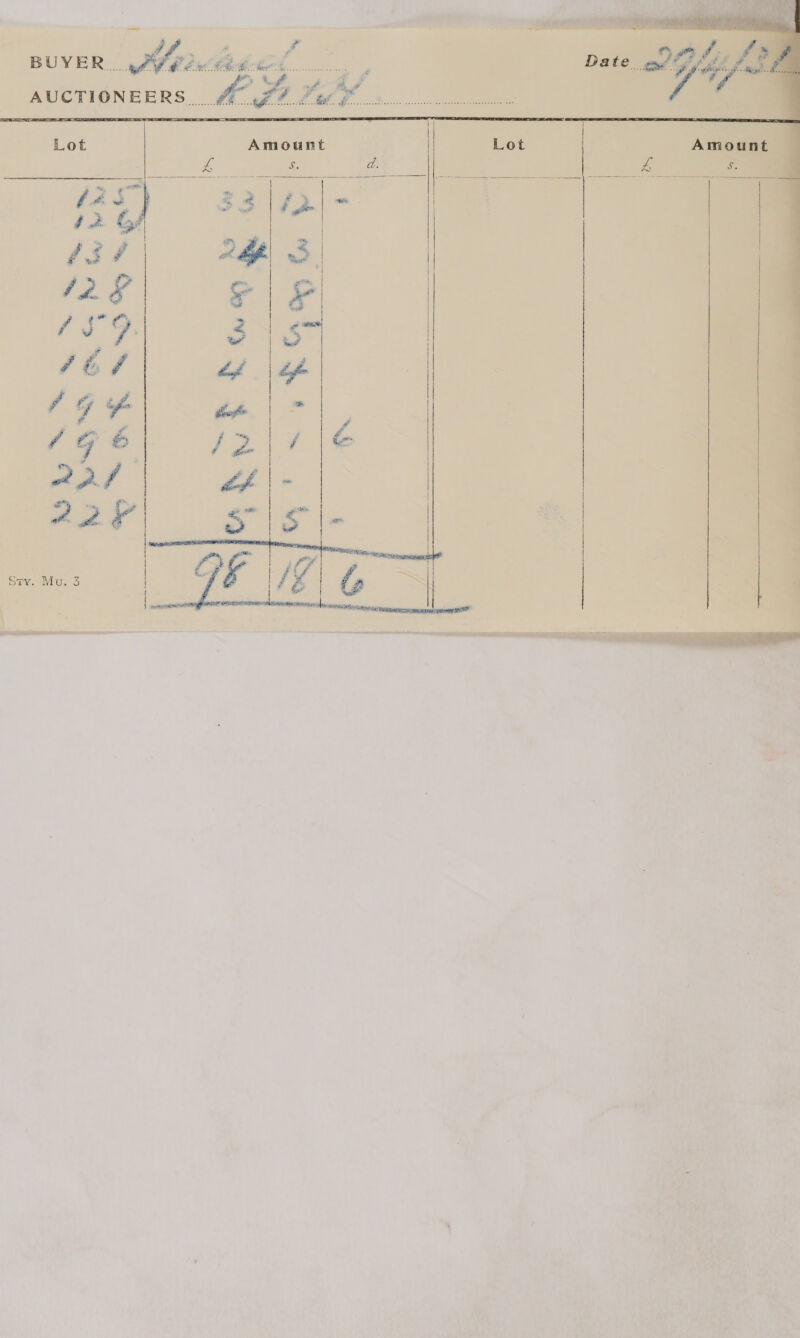 BUYER Date
AUCTIONEERS
Lot Amount Lot Amount
£ s. d. £ s.
125 } 33 12 -
126
131 24 3
128 8 8
159. 3 5
161 4 4
194 4 -
196 12 1 6
221 4 -
228 5 5 -
98 18 6
Stv. Mu. 3